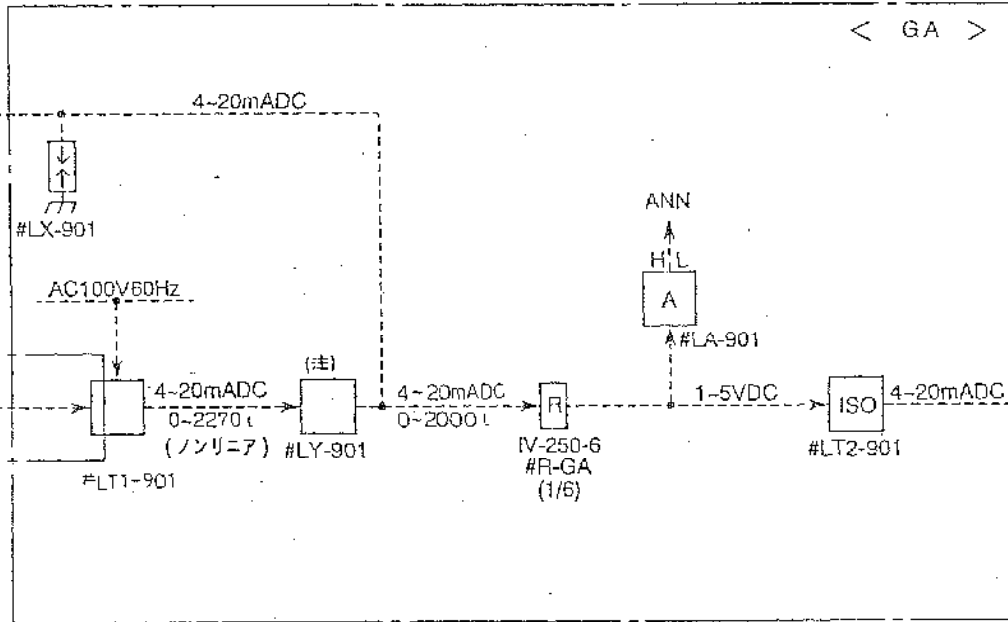 < GA >
4~20mADC
#LX-901
ANN
H L
A
#LA-901
AC100V60Hz
(注)
4~20mADC
0~2270ℓ
(ノンリニア)
#LY-901
#LT1-901
4~20mADC
0~2000ℓ
R
IV-250-6
#R-GA
(1/6)
1~5VDC
ISO
4~20mADC
#LT2-901